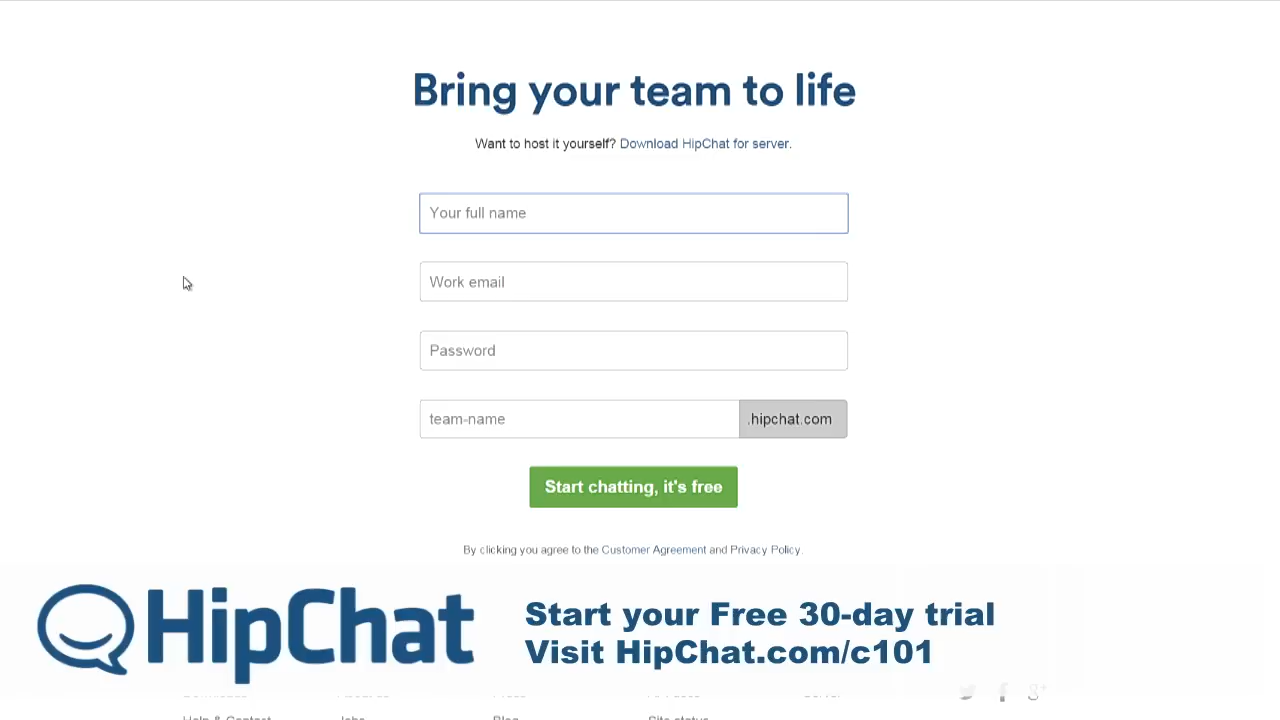 Bring your team to life
Want to host it yourself? Download HipChat for server.
Your full name
Work email
Password
team-name
.hipchat.com
Start chatting, it's free
By clicking you agree to the Customer Agreement and Privacy Policy.
HipChat
Start your Free 30-day trial
Visit HipChat.com/c101
Help & Contact Jobs Blog Site status